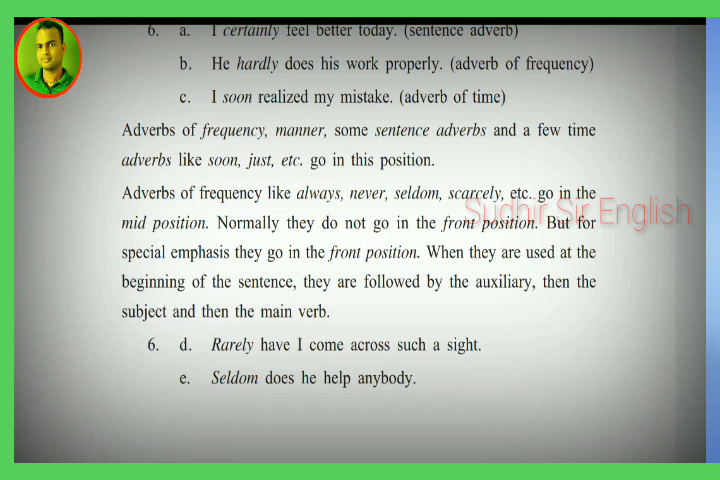 6. a. I certainly feel better today. (sentence adverb)
b. He hardly does his work properly. (adverb of frequency)
c. I soon realized my mistake. (adverb of time)
Adverbs of frequency, manner, some sentence adverbs and a few time
adverbs like soon, just, etc. go in this position.
Adverbs of frequency like always, never, seldom, scarcely, etc. go in the
mid position. Normally they do not go in the front position. But for
special emphasis they go in the front position. When they are used at the
beginning of the sentence, they are followed by the auxiliary, then the
subject and then the main verb.
6. d. Rarely have I come across such a sight.
e. Seldom does he help anybody.
Sudhir Sir English